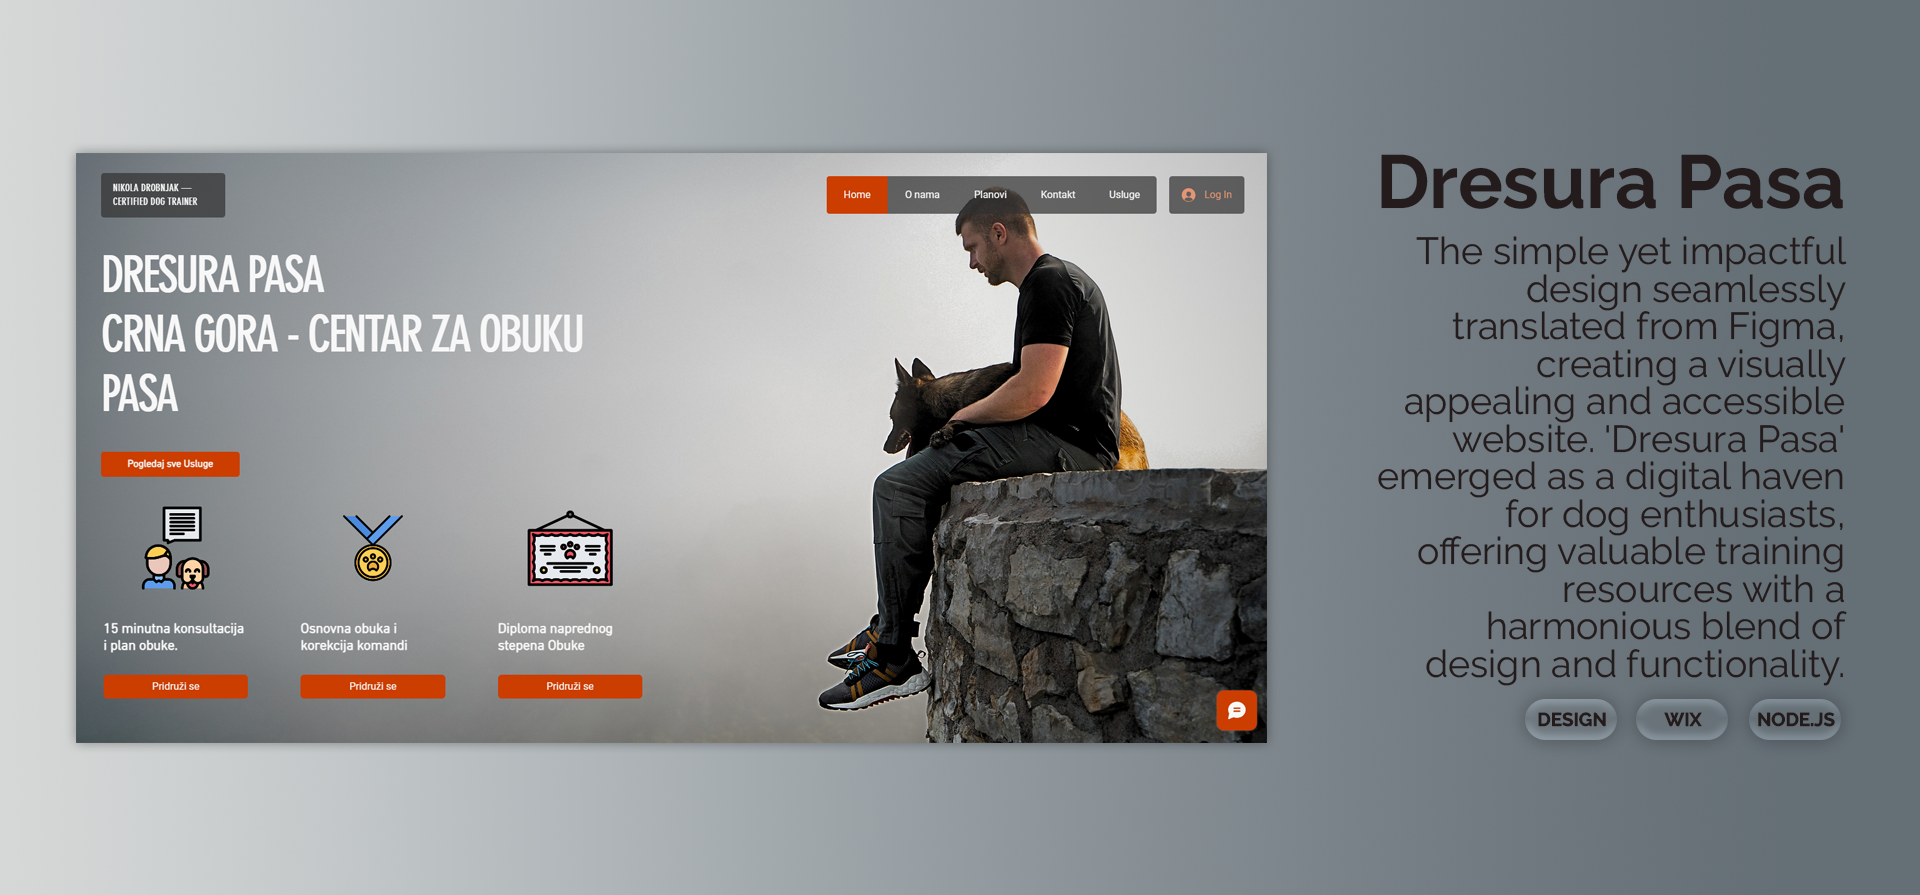 NIKOLA DROBNJAK —
CERTIFIED DOG TRAINER
Home
O nama
Planovi
Kontakt
Usluge
Log In
DRESURA PASA
CRNA GORA - CENTAR ZA OBUKU
PASA
Pogledaj sve Usluge
15 minutna konsultacija
i plan obuke.
Pridruži se
Osnovna obuka i
korekcija komandi
Pridruži se
Diploma naprednog
stepena Obuke
Pridruži se
Dresura Pasa
The simple yet impactful
design seamlessly
translated from Figma,
creating a visually
appealing and accessible
website. 'Dresura Pasa'
emerged as a digital haven
for dog enthusiasts,
offering valuable training
resources with a
harmonious blend of
design and functionality.
DESIGN
WIX
NODE.JS